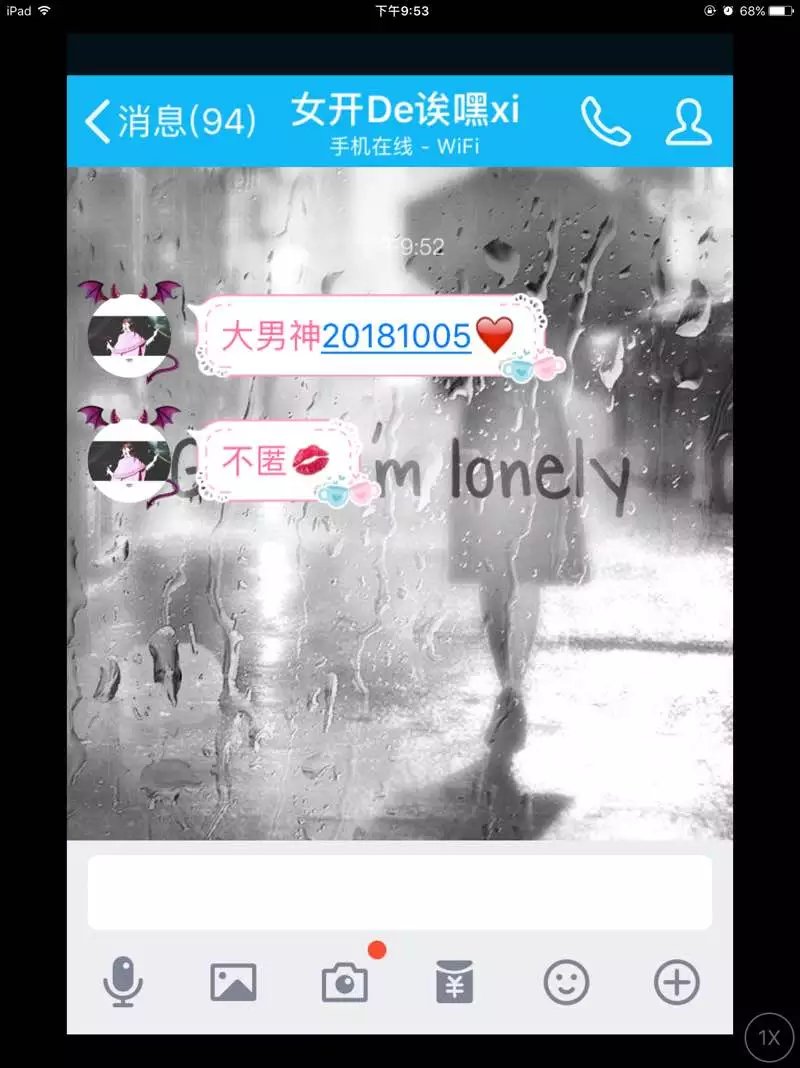 iPad 下午9:53 68%
消息(94) 女开De诶嘿xi
手机在线 - WiFi
9:52
大男神20181005❤️
不匿💋
'm lonely
¥
1X